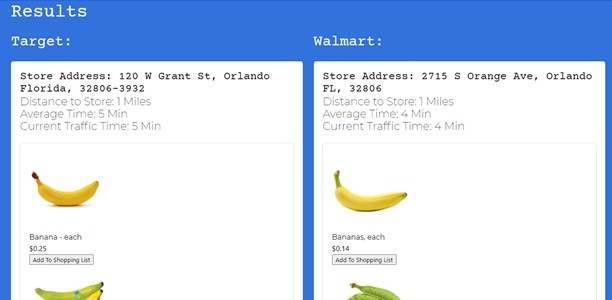 Results
Target:
Store Address: 120 W Grant St, Orlando
Florida, 32806-3932
Distance to Store: 1 Miles
Average Time: 5 Min
Current Traffic Time: 5 Min
Banana - each
$0.25
Add To Shopping List
Walmart:
Store Address: 2715 S Orange Ave, Orlando
FL, 32806
Distance to Store: 1 Miles
Average Time: 4 Min
Current Traffic Time: 4 Min
Bananas, each
$0.14
Add To Shopping List